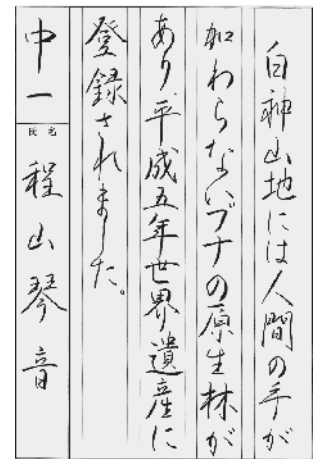 白神山地には人間の手が
加わらないブナの原生林が
あり、平成五年世界遺産に
登録されました。
中一
氏名
程山琴音